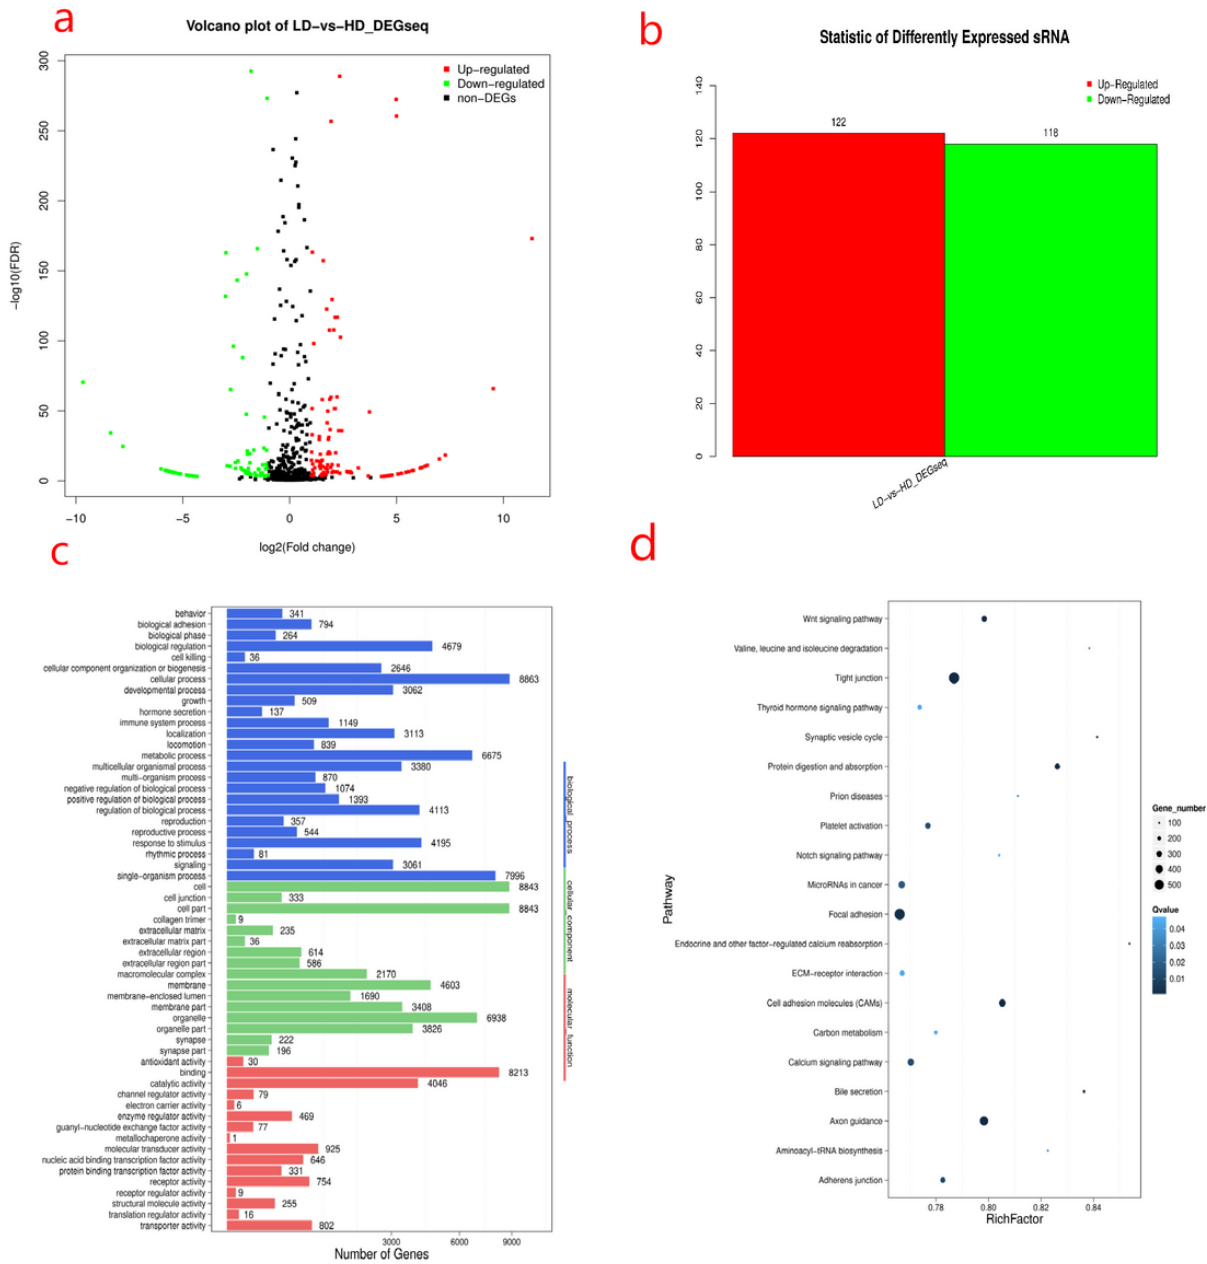 a
Volcano plot of LD-vs-HD_DEGseq
Up-regulated
Down-regulated
non-DEGs
300
250
200
150
100
50
0
-log10(FDR)
-10
-5
0
5
10
log2(Fold change)
b
Statistic of Differently Expressed sRNA
Up-Regulated
Down-Regulated
140
120
100
80
60
40
20
0
122
118
LD-vs-HD_DEGseq
c
behavior 341
biological adhesion 794
biological phase 264
biological regulation 4679
cell killing 36
cellular component organization or biogenesis 2646
cellular process 8863
developmental process 3062
growth 509
hormone secretion 137
immune system process 1149
localization 3113
locomotion 839
metabolic process 6675
multicellular organismal process 3380
multi-organism process 870
negative regulation of biological process 1074
positive regulation of biological process 1393
regulation of biological process 4113
reproduction 357
reproductive process 544
response to stimulus 4195
rhythmic process 81
signaling 3061
single-organism process 7996
cell 8843
cell junction 333
cell part 8843
collagen trimer 9
extracellular matrix 235
extracellular matrix part 36
extracellular region 614
extracellular region part 586
macromolecular complex 2170
membrane 4603
membrane-enclosed lumen 1690
membrane part 3408
organelle 6938
organelle part 3826
synapse 222
synapse part 196
antioxidant activity 30
binding 8213
catalytic activity 4046
channel regulator activity 79
electron carrier activity 6
enzyme regulator activity 469
guanyl-nucleotide exchange factor activity 77
metallochaperone activity 1
molecular transducer activity 925
nucleic acid binding transcription factor activity 646
protein binding transcription factor activity 331
receptor activity 754
receptor regulator activity 9
structural molecule activity 255
translation regulator activity 16
transporter activity 802
3000
6000
9000
Number of Genes
biological_process
cellular_component
molecular_function
d
Pathway
Wnt signaling pathway
Valine, leucine and isoleucine degradation
Tight junction
Thyroid hormone signaling pathway
Synaptic vesicle cycle
Protein digestion and absorption
Prion diseases
Platelet activation
Notch signaling pathway
MicroRNAs in cancer
Focal adhesion
Endocrine and other factor-regulated calcium reabsorption
ECM-receptor interaction
Cell adhesion molecules (CAMs)
Carbon metabolism
Calcium signaling pathway
Bile secretion
Axon guidance
Aminoacyl-tRNA biosynthesis
Adherens junction
0.78
0.80
0.82
0.84
RichFactor
Gene_number
100
200
300
400
500
Qvalue
0.04
0.03
0.02
0.01